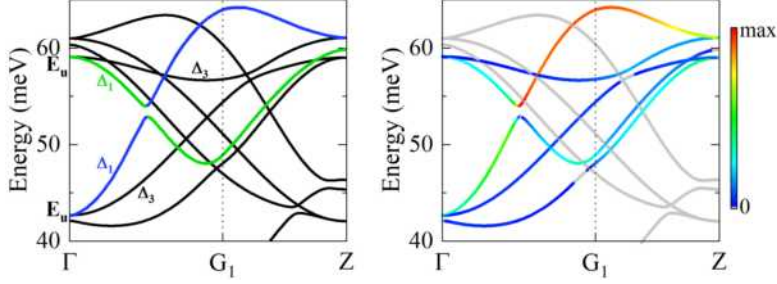 Energy (meV)
60
50
40
E_u
E_u
Δ₁
Δ₃
Δ₁
Δ₃
Γ
G₁
Z
Energy (meV)
60
50
40
Γ
G₁
Z
max
0